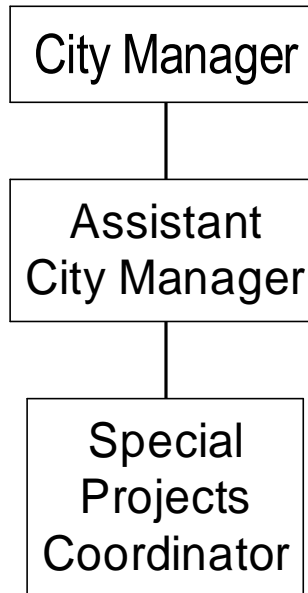 City Manager
Assistant
City Manager
Special
Projects
Coordinator